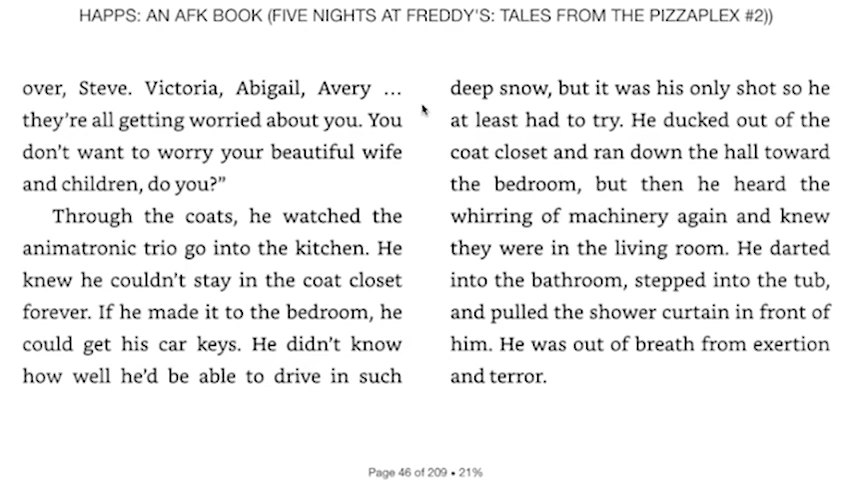 HAPPS: AN AFK BOOK (FIVE NIGHTS AT FREDDY'S: TALES FROM THE PIZZAPLEX #2))
over, Steve. Victoria, Abigail, Avery …
they’re all getting worried about you. You
don’t want to worry your beautiful wife
and children, do you?”
Through the coats, he watched the
animatronic trio go into the kitchen. He
knew he couldn’t stay in the coat closet
forever. If he made it to the bedroom, he
could get his car keys. He didn’t know
how well he’d be able to drive in such
deep snow, but it was his only shot so he
at least had to try. He ducked out of the
coat closet and ran down the hall toward
the bedroom, but then he heard the
whirring of machinery again and knew
they were in the living room. He darted
into the bathroom, stepped into the tub,
and pulled the shower curtain in front of
him. He was out of breath from exertion
and terror.
Page 46 of 209 • 21%